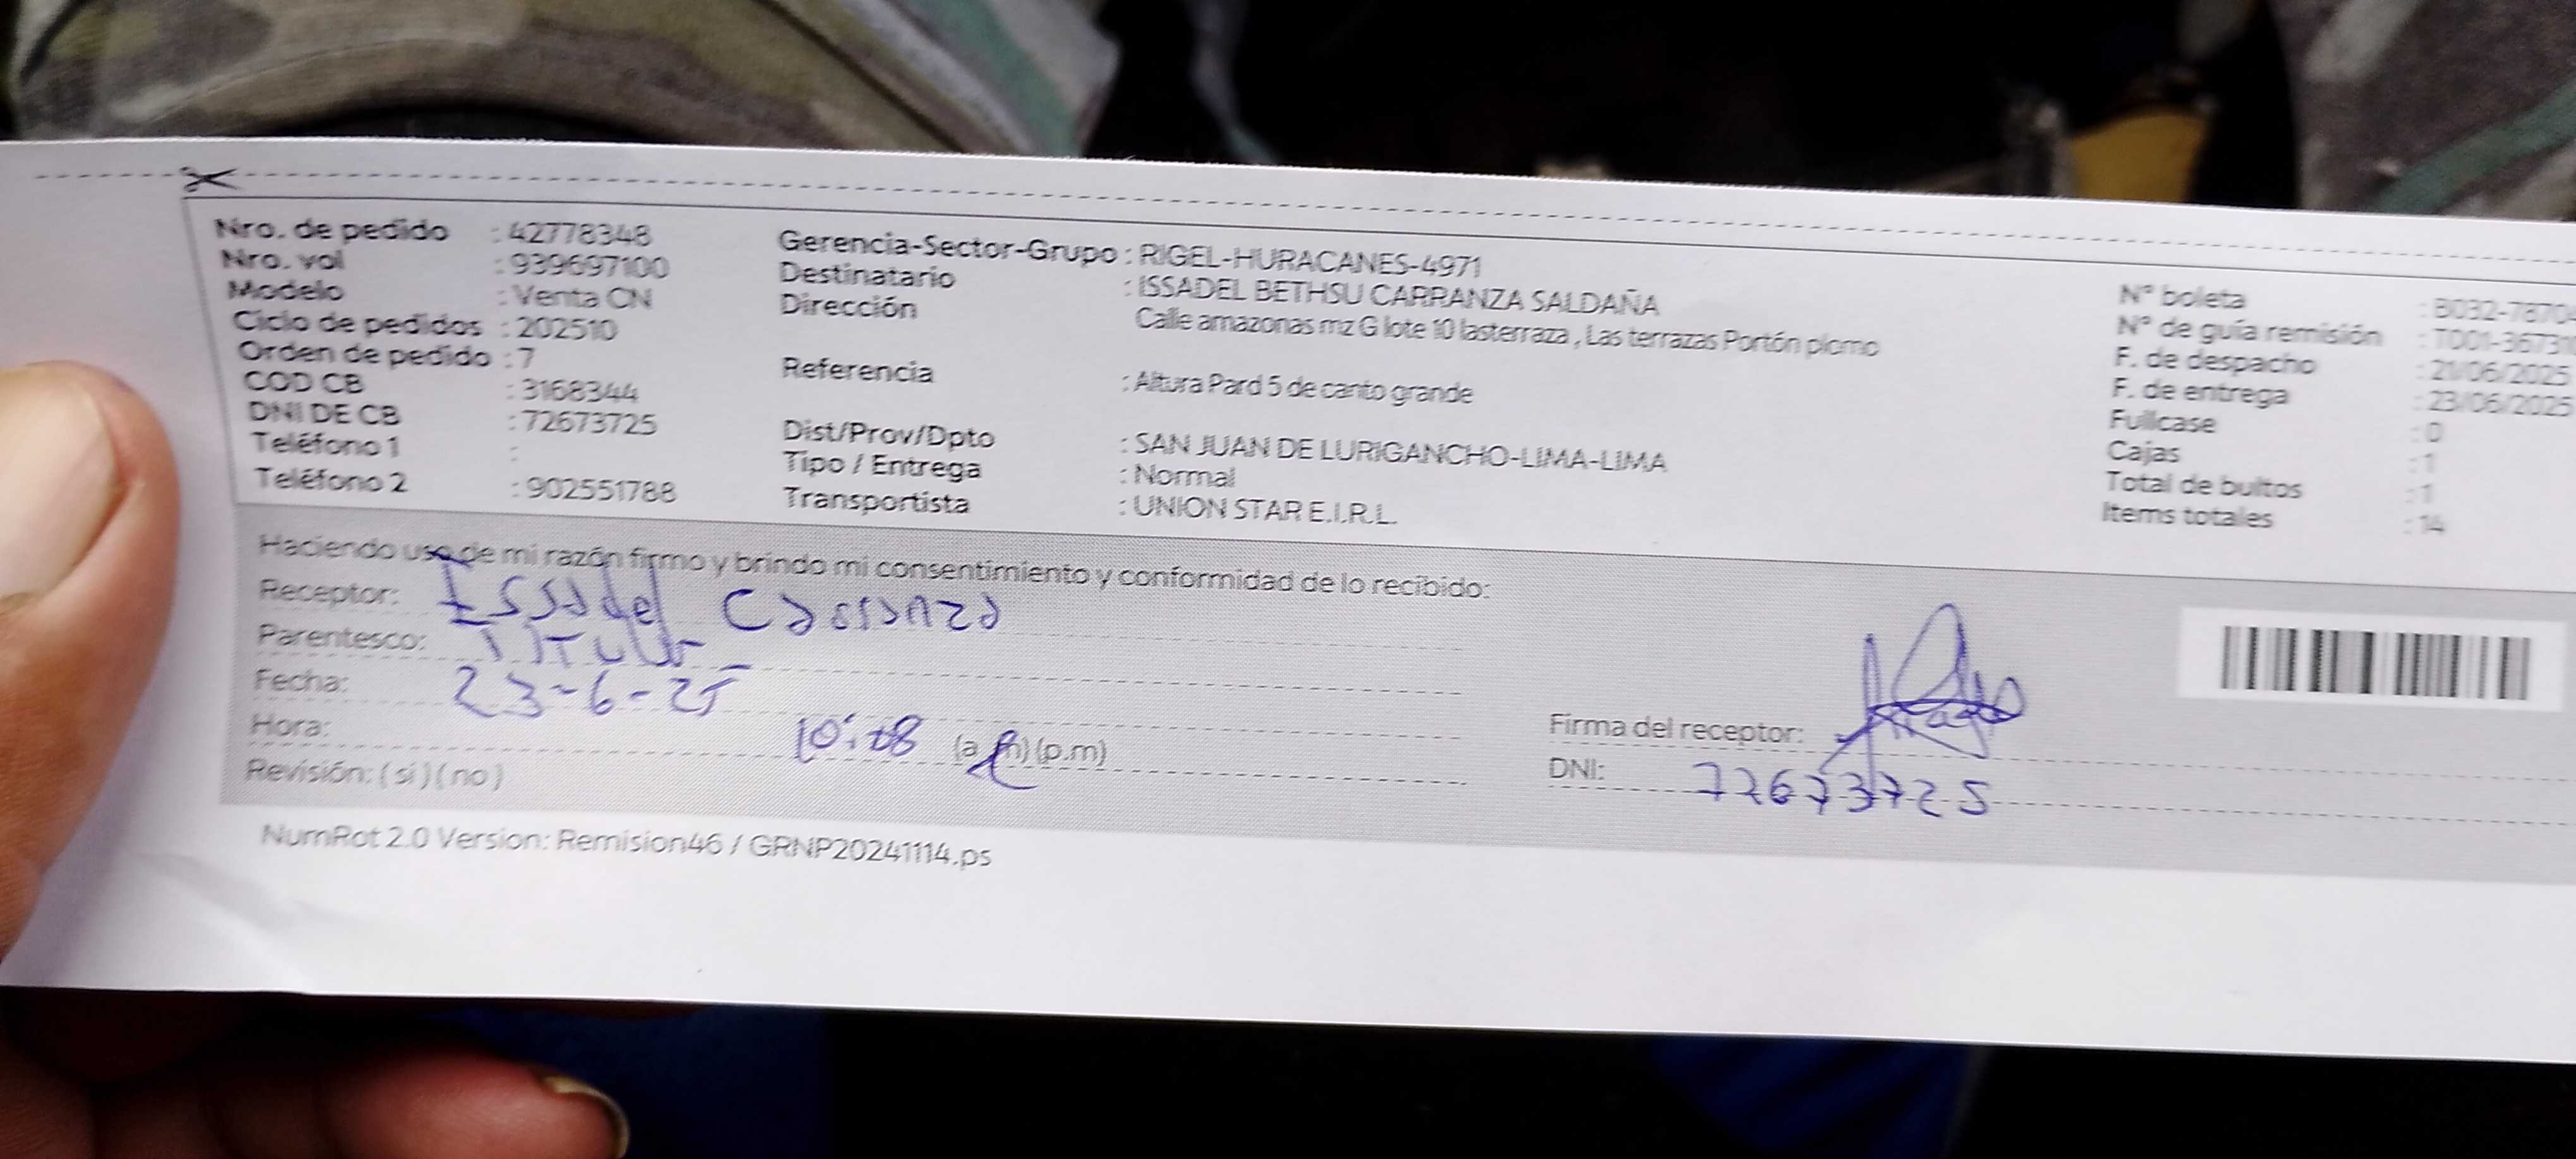 Nro. de pedido : 42778348
Nro. vol : 939697100
Modelo : Venta CN
Ciclo de pedidos : 202510
Orden de pedido : 7
COD CB : 3168344
DNI DE CB : 72673725
Teléfono 1 :
Teléfono 2 : 902551788
Gerencia-Sector-Grupo : RIGEL-HURACANES-4971
Destinatario : ISSADEL BETHSU CARRANZA SALDAÑA
Dirección Calle amazonas mz G lote 10 lasterraza , Las terrazas Portón plomo
Referencia : Altura Pard 5 de canto grande
Dist/Prov/Dpto : SAN JUAN DE LURIGANCHO-LIMA-LIMA
Tipo / Entrega : Normal
Transportista : UNION STAR E.I.R.L.
N° boleta : B032-7870
N° de guía remisión : T001-36731
F. de despacho : 21/06/2025
F. de entrega : 23/06/2025
Fullcase : 0
Cajas : 1
Total de bultos : 1
Items totales : 14
Haciendo uso de mi razón firmo y brindo mi consentimiento y conformidad de lo recibido:
Receptor: Issadel Carranza
Parentesco: TITULAR
Fecha: 23-6-25
Hora: (a.m) (p.m)
Revisión: ( si ) ( no )
Firma del receptor:
DNI: 72673725
NumRot 2.0 Version: Remision46 / GRNP20241114.ps